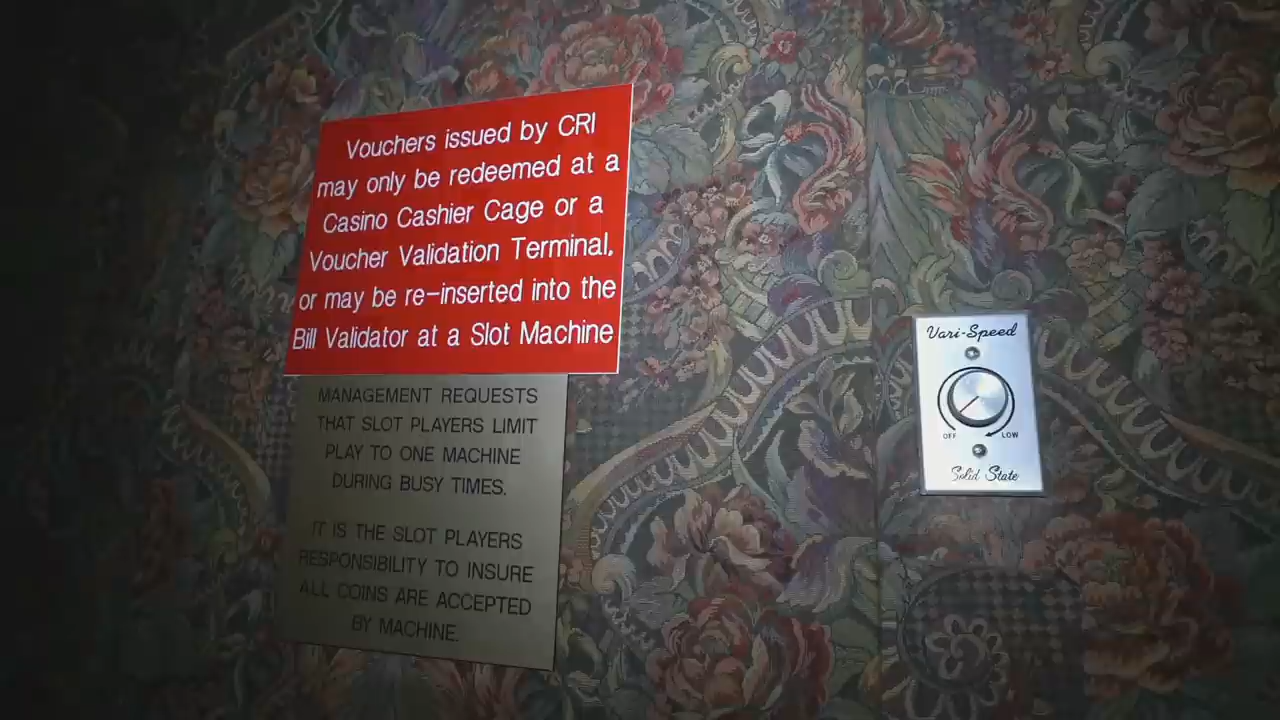 Vouchers issued by CRI
may only be redeemed at a
Casino Cashier Cage or a
Voucher Validation Terminal,
or may be re-inserted into the
Bill Validator at a Slot Machine
MANAGEMENT REQUESTS
THAT SLOT PLAYERS LIMIT
PLAY TO ONE MACHINE
DURING BUSY TIMES.
IT IS THE SLOT PLAYERS
RESPONSIBILITY TO INSURE
ALL COINS ARE ACCEPTED
BY MACHINE.
Vari-Speed
OFF LOW
Solid State